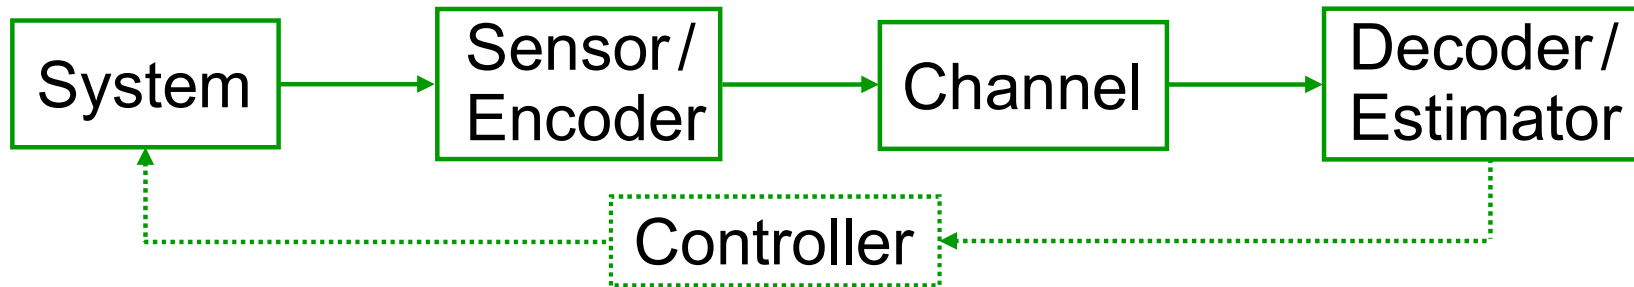 System
Sensor/
Encoder
Channel
Decoder/
Estimator
Controller